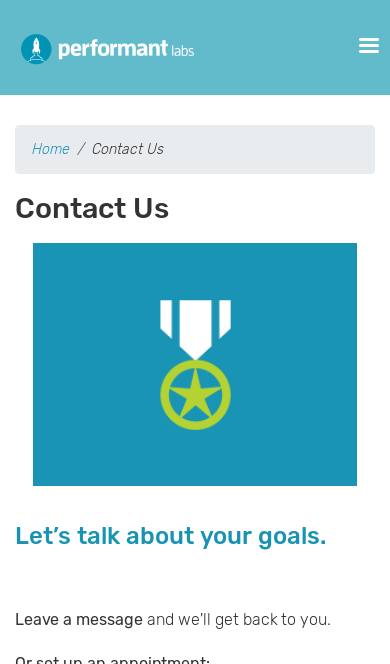 performant labs
Home / Contact Us
Contact Us
Let’s talk about your goals.
Leave a message and we'll get back to you.
Or set up an appointment: